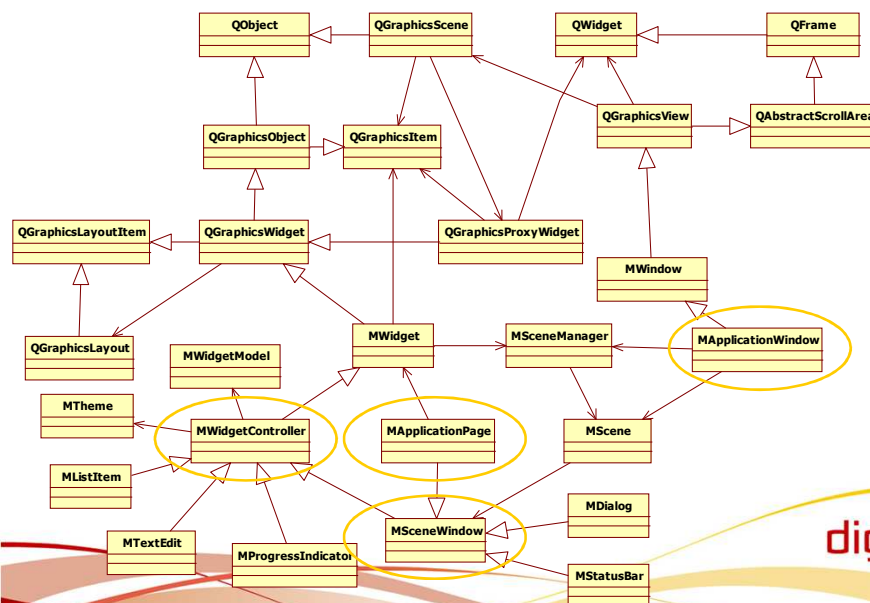 QObject
QGraphicsScene
QWidget
QFrame
QGraphicsObject
QGraphicsItem
QGraphicsView
QAbstractScrollArea
QGraphicsLayoutItem
QGraphicsWidget
QGraphicsProxyWidget
MWindow
QGraphicsLayout
MWidgetModel
MWidget
MSceneManager
MApplicationWindow
MTheme
MWidgetController
MApplicationPage
MScene
MListItem
MTextEdit
MProgressIndicator
MSceneWindow
MDialog
MStatusBar
dig